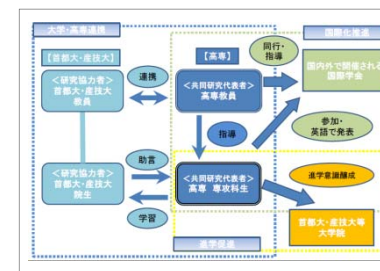 大学・高専連携
国際化推進
【首都大・産技大】
【高専】
同行・
指導
<研究協力者>
首都大・産技大
教員
連携
<共同研究代表者>
高専教員
国内外で開催される
国際学会
指導
参加・
英語で発表
<研究協力者>
首都大・産技大
院生
助言
<共同研究代表者>
高専 専攻科生
進学意識醸成
学習
首都大・産技大等
大学院
進学促進